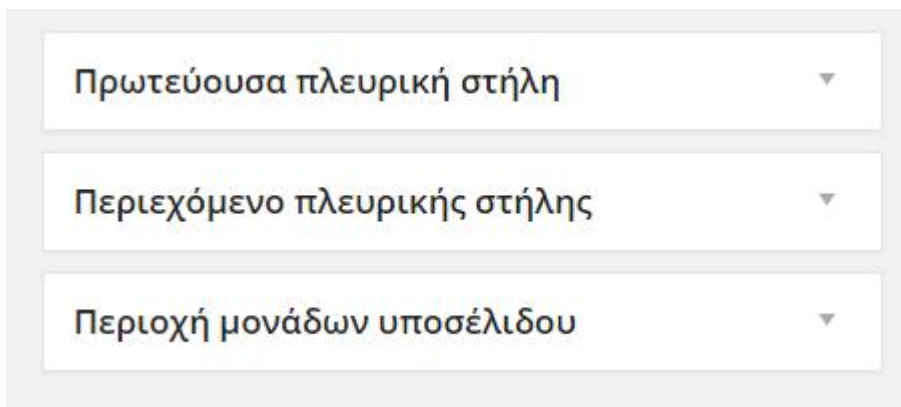 Πρωτεύουσα πλευρική στήλη
Περιεχόμενο πλευρικής στήλης
Περιοχή μονάδων υποσέλιδου